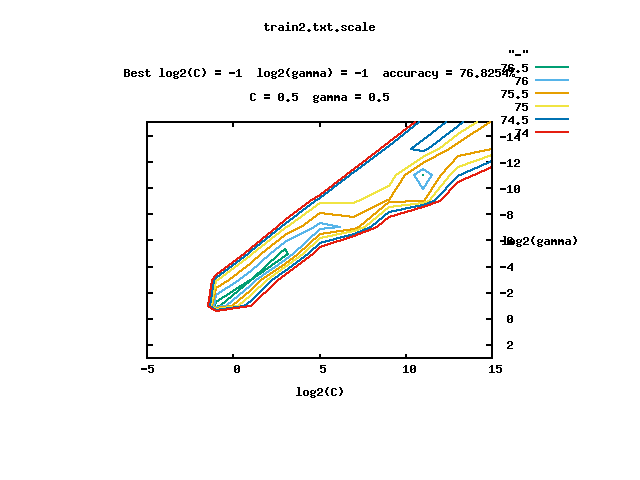 train2.txt.scale
"-"
Best log2(C) = -1  log2(gamma) = -1  accuracy = 76.8254%
C = 0.5  gamma = 0.5
76.5
76
75.5
75
74.5
74
-14
-12
-10
-8
-6
log2(gamma)
-4
-2
0
2
-5 0 5 10 15
log2(C)